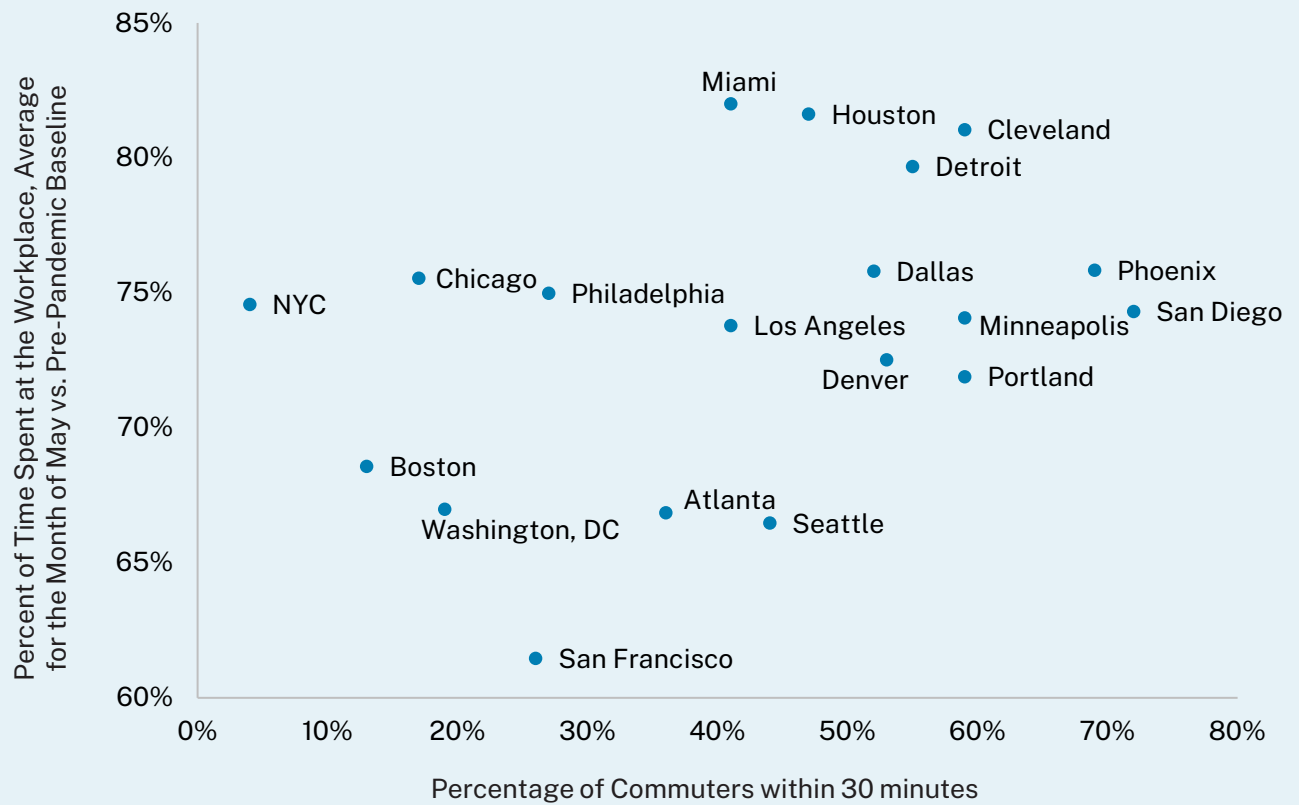 Percent of Time Spent at the Workplace, Average
for the Month of May vs. Pre-Pandemic Baseline
85%
80%
75%
70%
65%
60%
Miami
Houston
Cleveland
Detroit
Dallas
Phoenix
Chicago
Philadelphia
NYC
San Diego
Los Angeles
Minneapolis
Denver
Portland
Boston
Atlanta
Washington, DC
Seattle
San Francisco
0% 10% 20% 30% 40% 50% 60% 70% 80%
Percentage of Commuters within 30 minutes